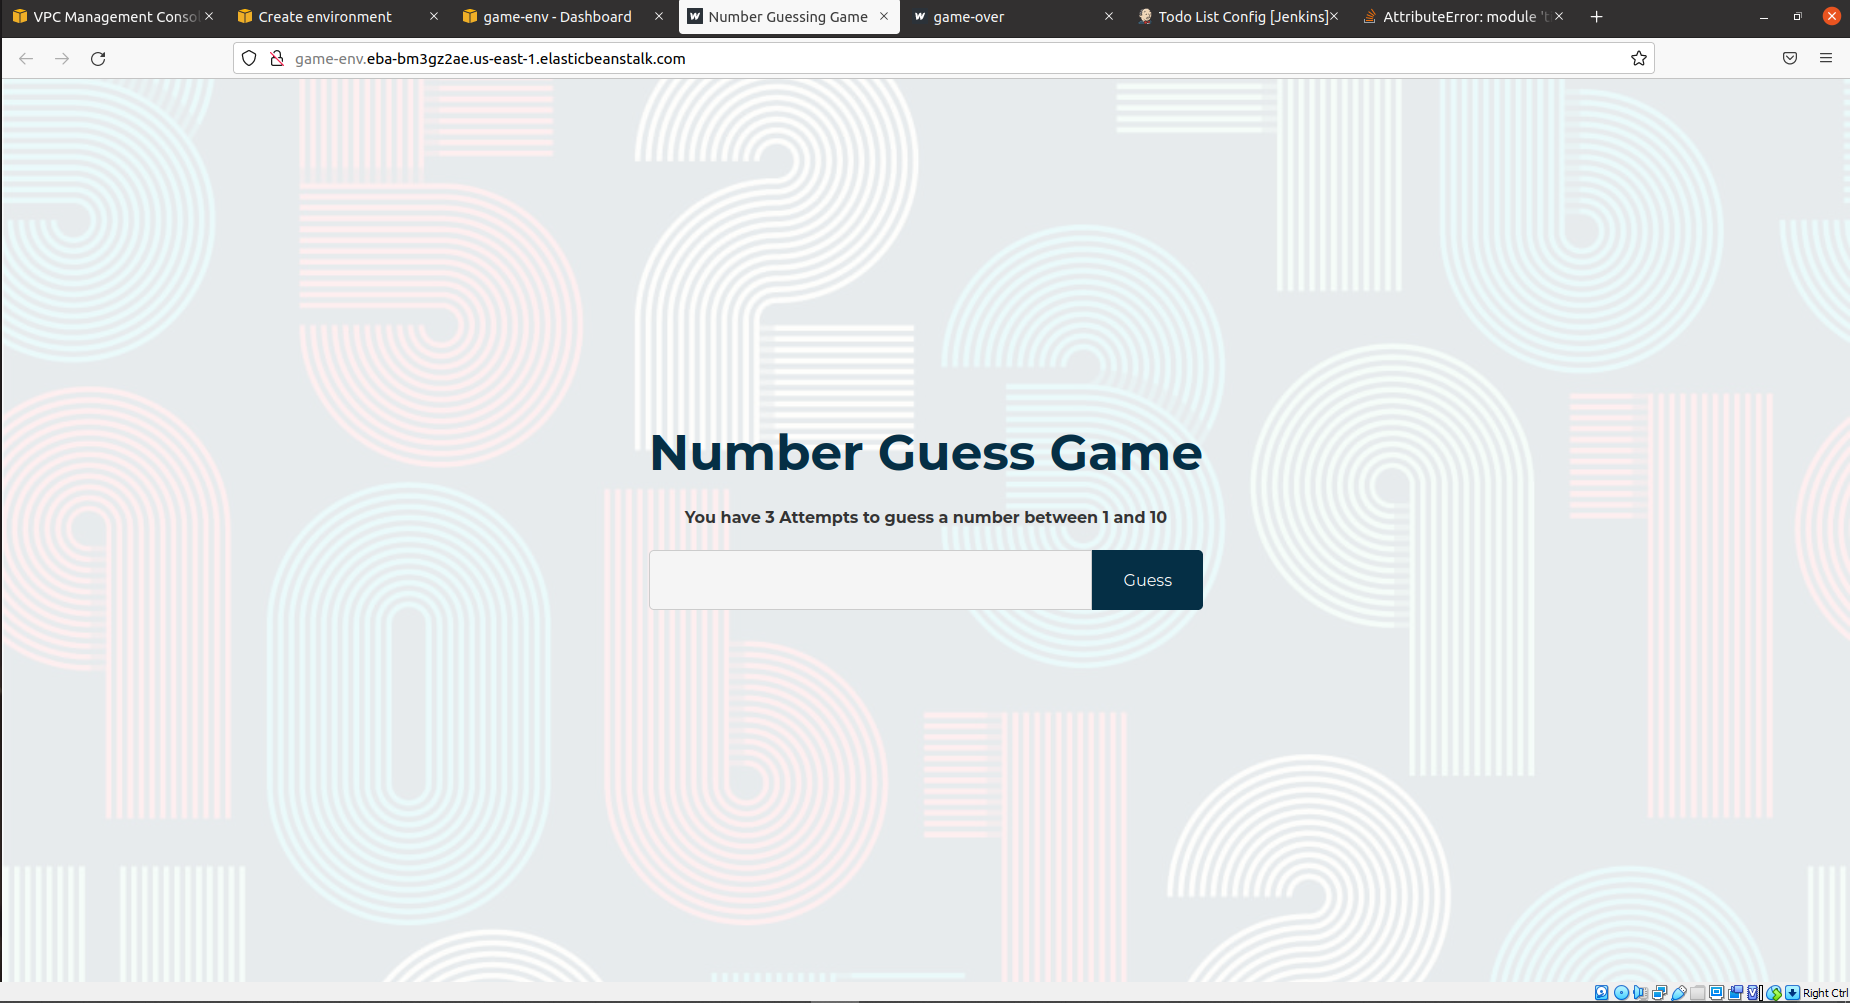 VPC Management Consol
Create environment
game-env - Dashboard
Number Guessing Game
game-over
Todo List Config [Jenkins]
AttributeError: module 't
game-env.eba-bm3gz2ae.us-east-1.elasticbeanstalk.com
Number Guess Game
You have 3 Attempts to guess a number between 1 and 10
Guess
Right Ctrl